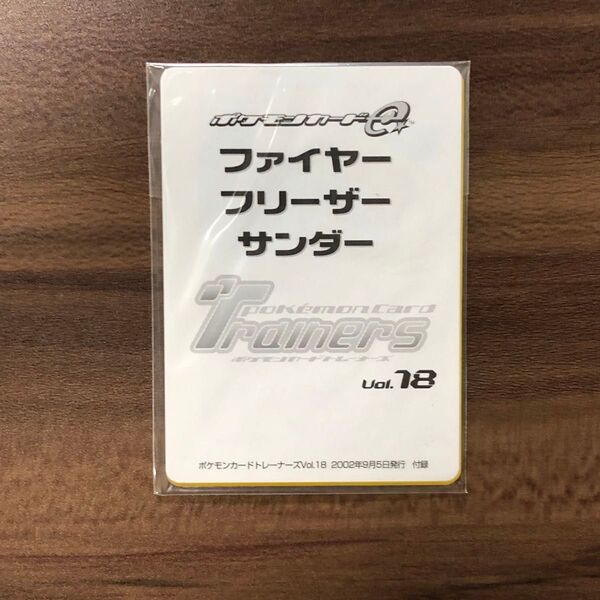 ポケモンカードe
ファイヤー
フリーザー
サンダー
pokémon card
Trainers
ポケモンカードトレーナーズ
Vol.18
ポケモンカードトレーナーズVol.18 2002年9月5日発行 付録